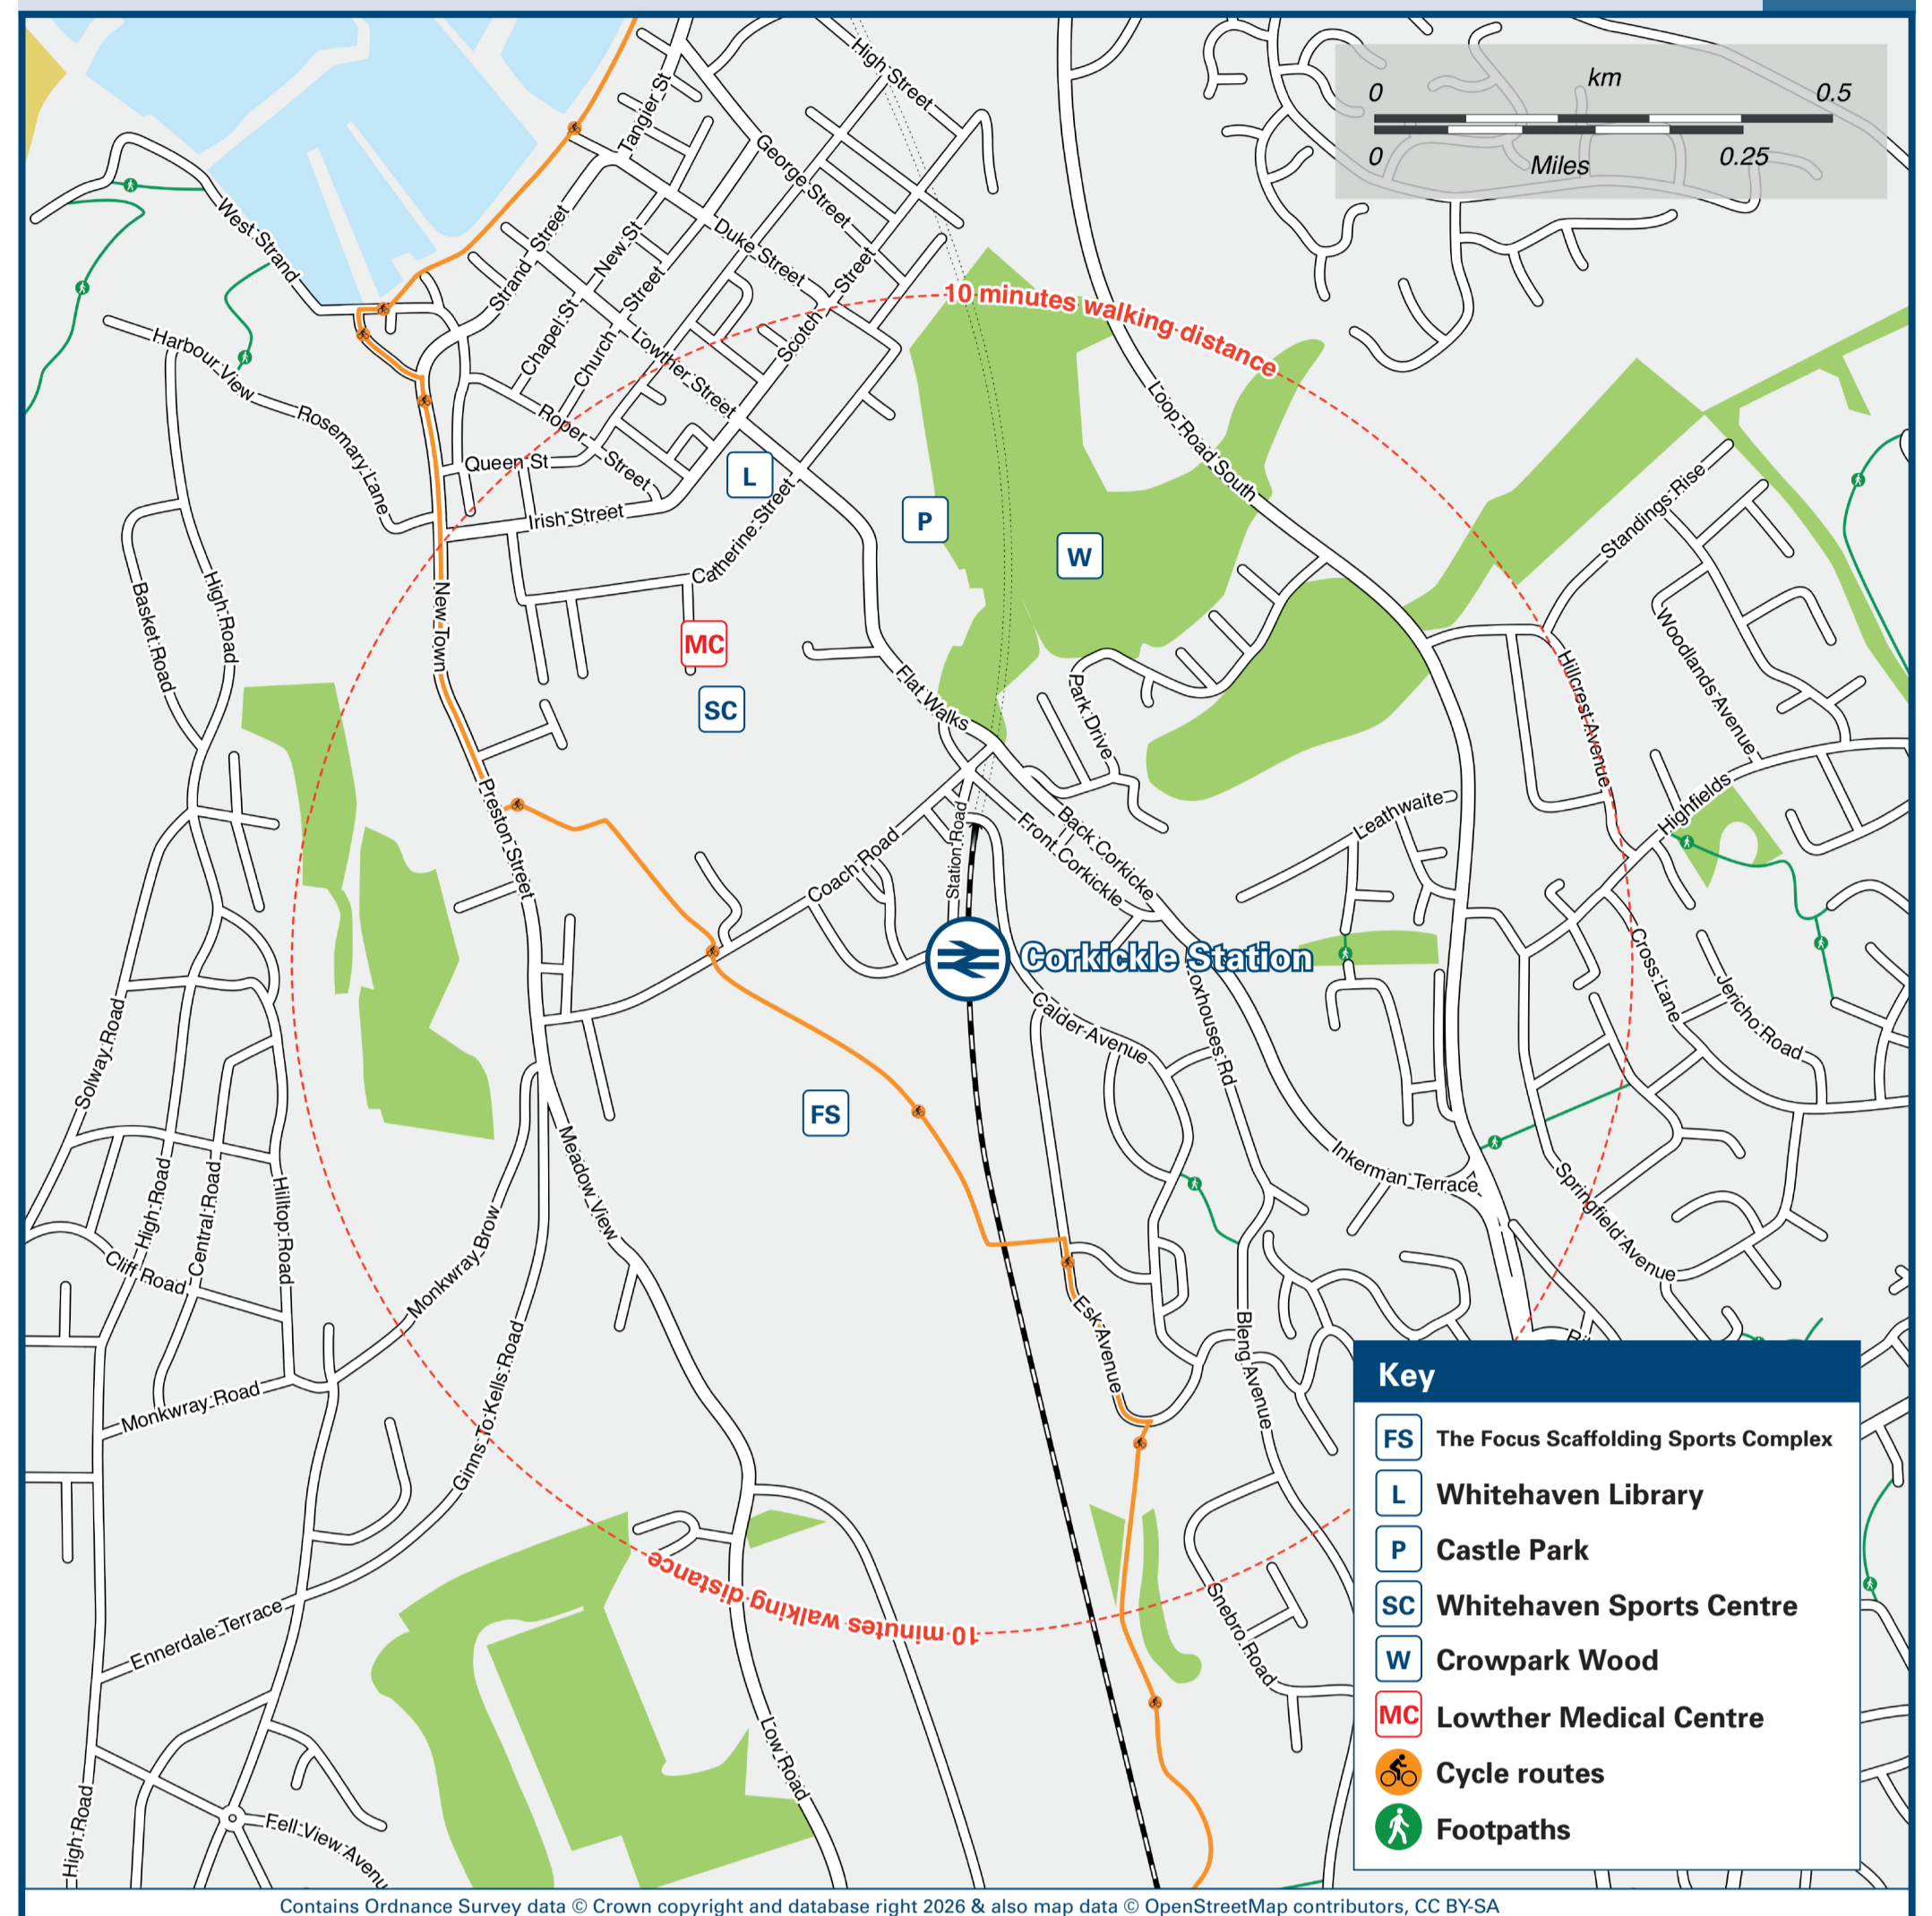 High Street
km
0 0.5
0 0.25
Miles
Tangier St
George Street
West Strand
Strand Street
New St
Duke Street
Street
Chapel St
Church Street
Scotch
Lowther Street
10 minutes walking distance
Harbour View
Rosemary Lane
Roper Street
Loop Road South
Queen St
L
Irish Street
Catherine Street
P
W
Standings Rise
Basket Road
High Road
New Town
MC
SC
Flat Walks
Park Drive
Hillcrest Avenue
Woodlands Avenue
Preston Street
Station Road
Coach Road
Front Corkickle
Back Corkicke
Leathwaite
Highfields
Corkickle Station
Cross Lane
Jericho Road
Solway Road
Calder Avenue
oxhouses Rd
FS
Meadow View
Inkerman Terrace
Springfield Avenue
High Road
Central Road
Hilltop Road
Cliff Road
Monkwray Brow
Esk Avenue
Bleng Avenue
Monkwray Road
Ginns To Kells Road
10 minutes walking distance
Ennerdale Terrace
Snebro Road
Low Road
High Road
Fell View Avenu
Key
FS The Focus Scaffolding Sports Complex
L Whitehaven Library
P Castle Park
SC Whitehaven Sports Centre
W Crowpark Wood
MC Lowther Medical Centre
Cycle routes
Footpaths
Contains Ordnance Survey data © Crown copyright and database right 2026 & also map data © OpenStreetMap contributors, CC BY-SA